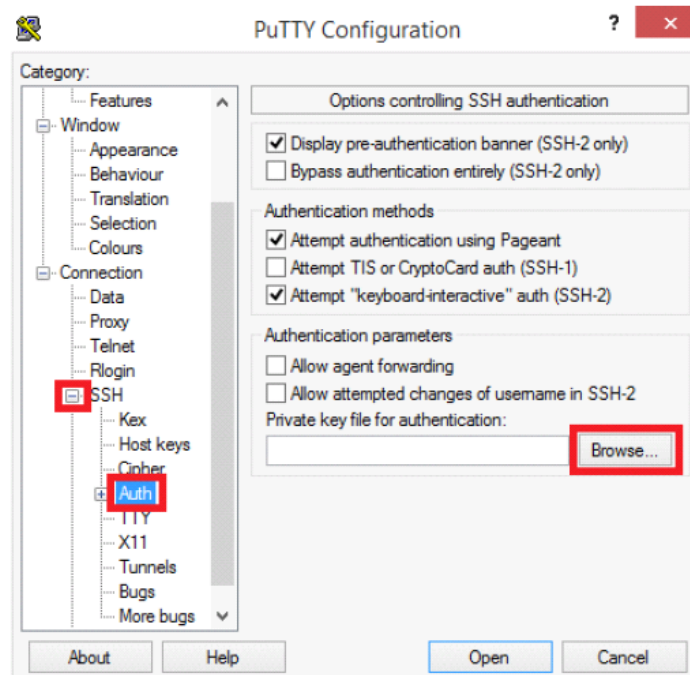 PuTTY Configuration
?
×
Category:
Features
Window
Appearance
Behaviour
Translation
Selection
Colours
Connection
Data
Proxy
Telnet
Rlogin
SSH
Kex
Host keys
Cipher
Auth
TTY
X11
Tunnels
Bugs
More bugs
Options controlling SSH authentication
Display pre-authentication banner (SSH-2 only)
Bypass authentication entirely (SSH-2 only)
Authentication methods
Attempt authentication using Pageant
Attempt TIS or CryptoCard auth (SSH-1)
Attempt "keyboard-interactive" auth (SSH-2)
Authentication parameters
Allow agent forwarding
Allow attempted changes of username in SSH-2
Private key file for authentication:
Browse...
About
Help
Open
Cancel